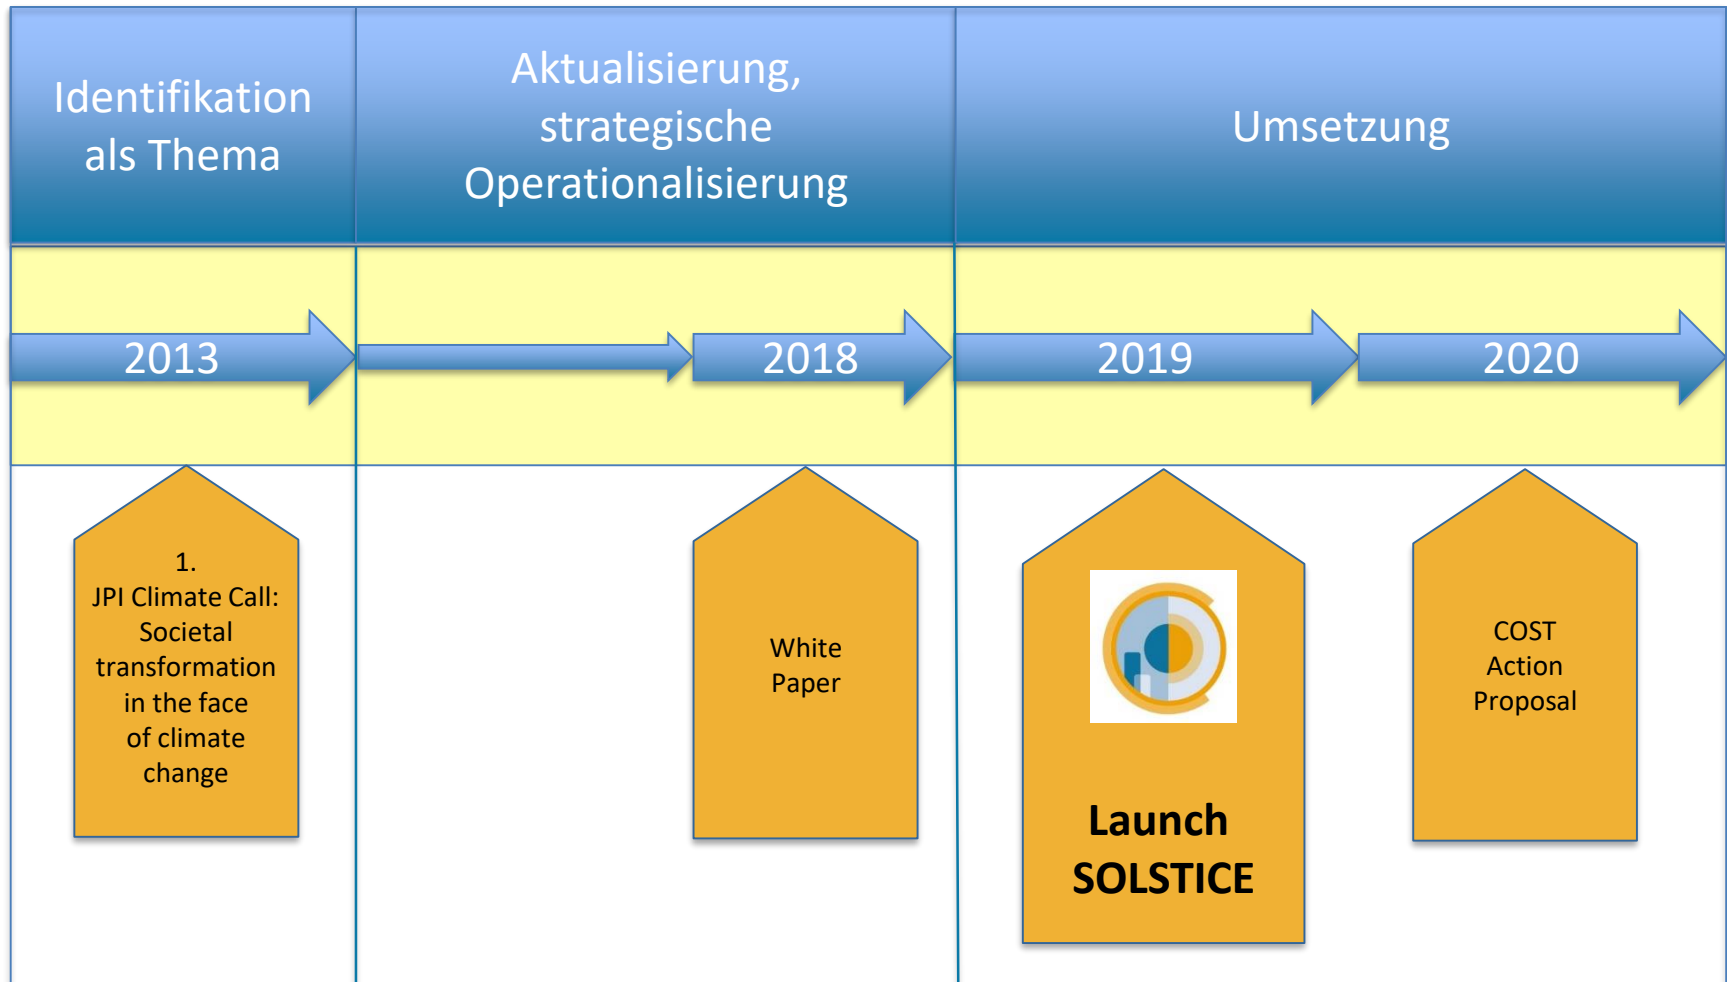 Identifikation
als Thema
Aktualisierung,
strategische
Operationalisierung
Umsetzung
2013
2018
2019
2020
1.
JPI Climate Call:
Societal
transformation
in the face
of climate
change
White
Paper
Launch
SOLSTICE
COST
Action
Proposal